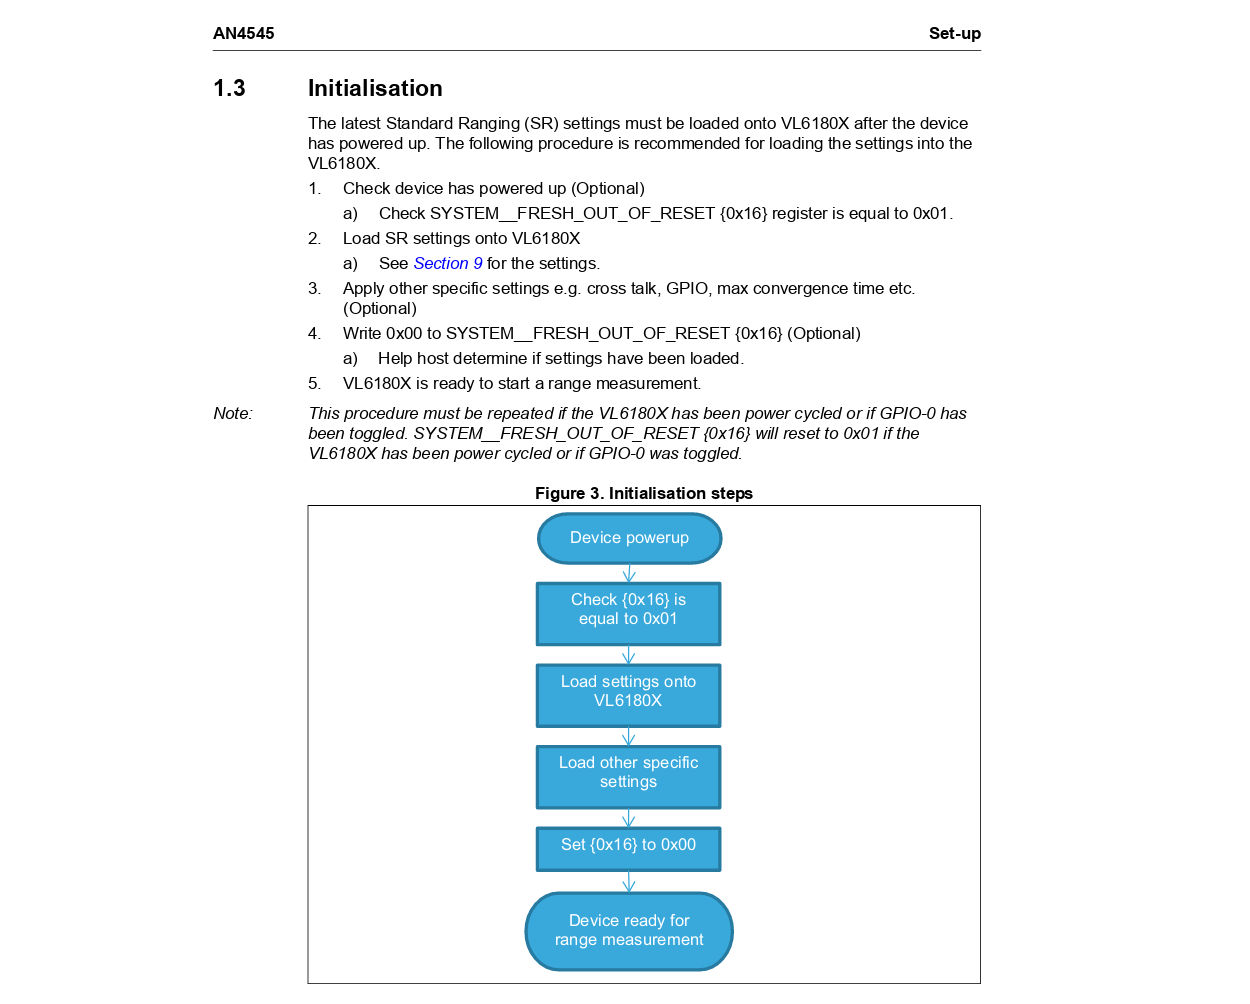 AN4545 Set-up
1.3 Initialisation
The latest Standard Ranging (SR) settings must be loaded onto VL6180X after the device
has powered up. The following procedure is recommended for loading the settings into the
VL6180X.
1. Check device has powered up (Optional)
a) Check SYSTEM__FRESH_OUT_OF_RESET {0x16} register is equal to 0x01.
2. Load SR settings onto VL6180X
a) See Section 9 for the settings.
3. Apply other specific settings e.g. cross talk, GPIO, max convergence time etc.
(Optional)
4. Write 0x00 to SYSTEM__FRESH_OUT_OF_RESET {0x16} (Optional)
a) Help host determine if settings have been loaded.
5. VL6180X is ready to start a range measurement.
Note: This procedure must be repeated if the VL6180X has been power cycled or if GPIO-0 has
been toggled. SYSTEM__FRESH_OUT_OF_RESET {0x16} will reset to 0x01 if the
VL6180X has been power cycled or if GPIO-0 was toggled.
Figure 3. Initialisation steps
Device powerup
Check {0x16} is
equal to 0x01
Load settings onto
VL6180X
Load other specific
settings
Set {0x16} to 0x00
Device ready for
range measurement